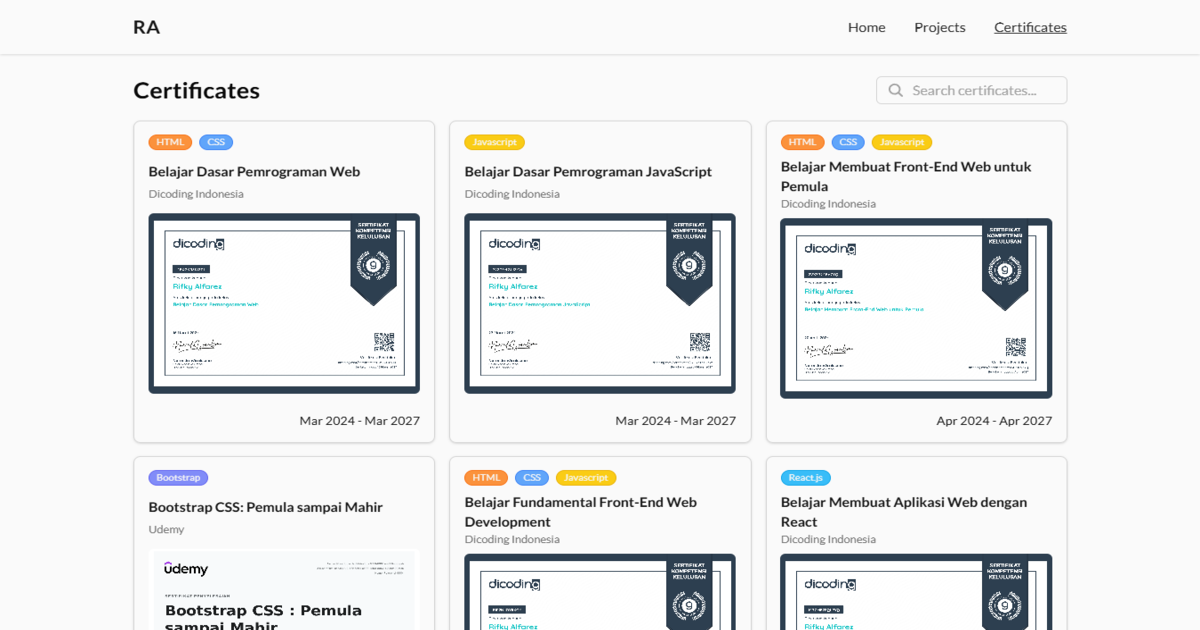 RA
Home
Projects
Certificates
Certificates
Search certificates...
HTML
CSS
Belajar Dasar Pemrograman Web
Dicoding Indonesia
SERTIFIKAT
KOMPETENSI
KELULUSAN
dicoding
Rifky Alfarez
Belajar Dasar Pemrograman Web
Mar 2024 - Mar 2027
Javascript
Belajar Dasar Pemrograman JavaScript
Dicoding Indonesia
SERTIFIKAT
KOMPETENSI
KELULUSAN
dicoding
Rifky Alfarez
Belajar Dasar Pemrograman JavaScript
Mar 2024 - Mar 2027
HTML
CSS
Javascript
Belajar Membuat Front-End Web untuk
Pemula
Dicoding Indonesia
SERTIFIKAT
KOMPETENSI
KELULUSAN
dicoding
Rifky Alfarez
Belajar Membuat Front-End Web untuk Pemula
Apr 2024 - Apr 2027
Bootstrap
Bootstrap CSS: Pemula sampai Mahir
Udemy
ûdemy
Bootstrap CSS : Pemula
sampai Mahir
HTML
CSS
Javascript
Belajar Fundamental Front-End Web
Development
Dicoding Indonesia
SERTIFIKAT
KOMPETENSI
KELULUSAN
dicoding
Rifky Alfarez
React.js
Belajar Membuat Aplikasi Web dengan
React
Dicoding Indonesia
SERTIFIKAT
KOMPETENSI
KELULUSAN
dicoding
Rifky Alfarez